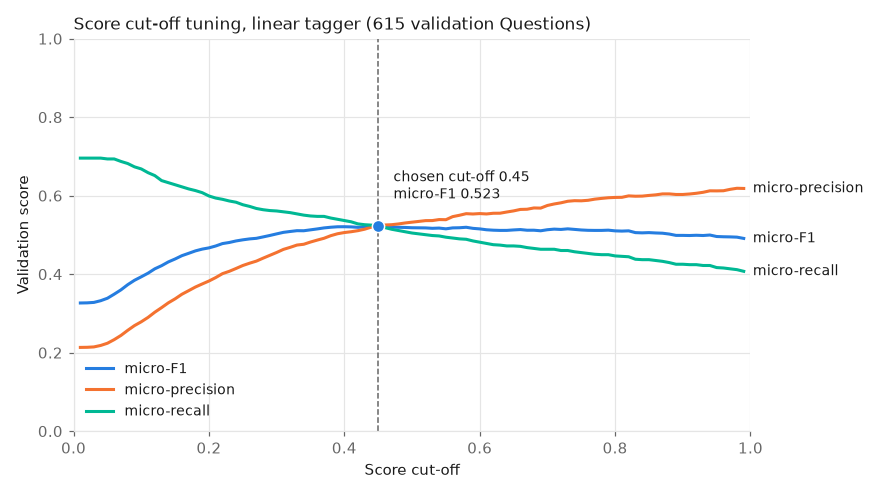 Score cut-off tuning, linear tagger (615 validation Questions)
1.0
0.8
0.6
0.4
0.2
0.0
Validation score
chosen cut-off 0.45
micro-F1 0.523
micro-precision
micro-F1
micro-recall
micro-F1
micro-precision
micro-recall
0.0 0.2 0.4 0.6 0.8 1.0
Score cut-off